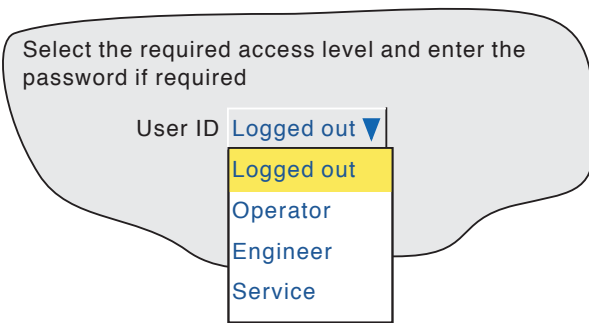 Select the required access level and enter the
password if required
User ID Logged out
Logged out
Operator
Engineer
Service